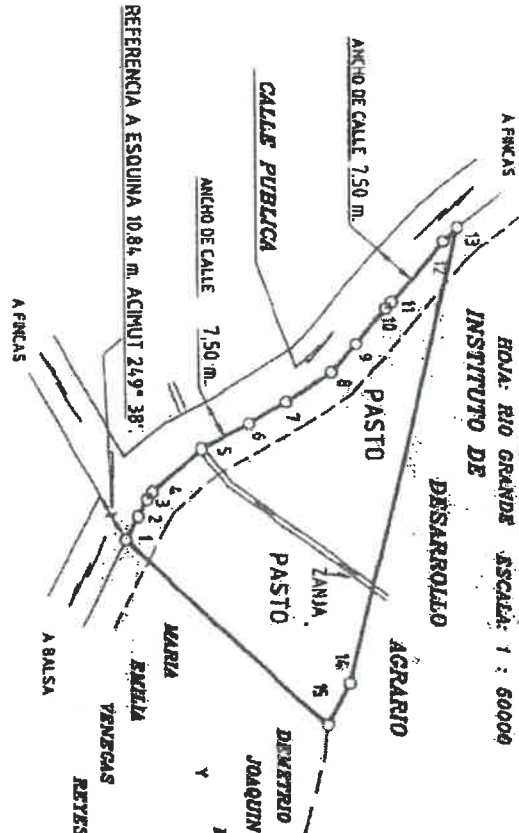 HOJA: RIO GRANDE ESCALA: 1 : 50000
INSTITUTO DE
DESARROLLO
AGRARIO
A FINCAS
ANCHO DE CALLE 7.50 m.
CALLE PUBLICA
ANCHO DE CALLE 7,50 m.
REFERENCIA A ESQUINA 10.84 m. ACIMUT 249° 38'
A FINCAS
A BALSA
13
12
11
10
9
8
7
6
5
4
3
2
1
14
15
PASTO
ZANJA
PASTO
MARIA
EMILIA
VENEGAS
REYES
DEMETRIO
JOAQUIN
Y